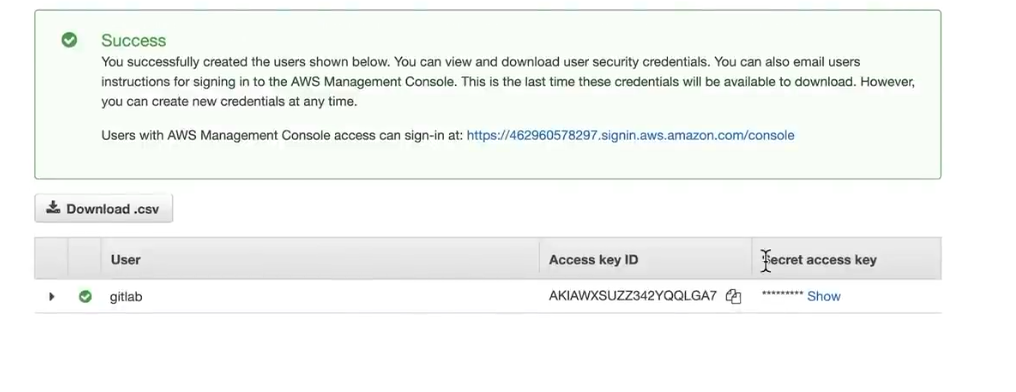 Success
You successfully created the users shown below. You can view and download user security credentials. You can also email users
instructions for signing in to the AWS Management Console. This is the last time these credentials will be available to download. However,
you can create new credentials at any time.
Users with AWS Management Console access can sign-in at: https://462960578297.signin.aws.amazon.com/console
Download .csv
User Access key ID Secret access key
gitlab AKIAWXSUZZ342YQQLGA7 ********* Show